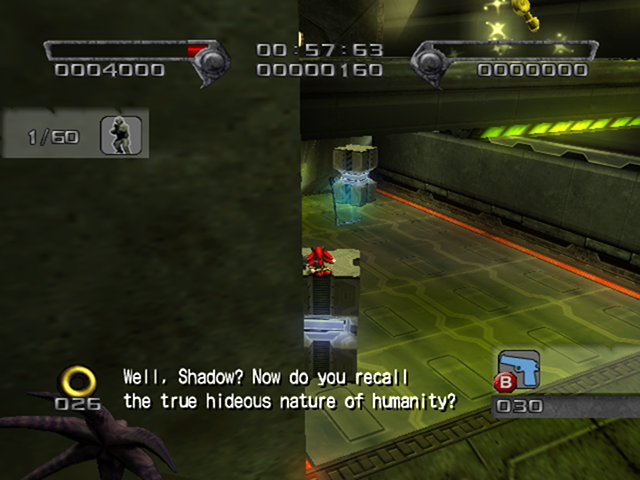 00:57:63
0004000 00000160 0000000
1/60
Well, Shadow? Now do you recall
the true hideous nature of humanity?
B
026
030